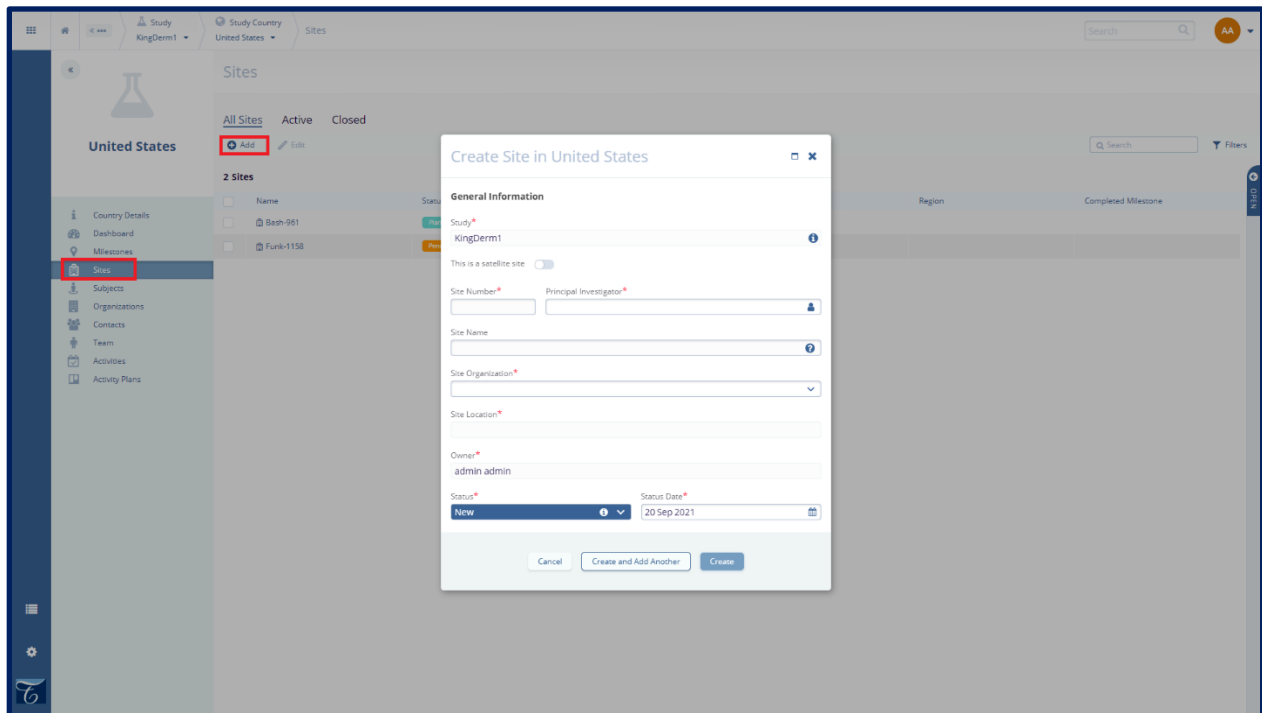 Study
KingDerm1
Study Country
United States
Sites
Search
AA
Sites
All Sites Active Closed
United States
Add Edit
Search
Filters
2 Sites
OPEN
Name
Region Completed Milestone
Bash-961
Funk-1158
Country Details
Dashboard
Milestones
Sites
Subjects
Organizations
Contacts
Team
Activities
Activity Plans
Create Site in United States
General Information
Study*
KingDerm1
This is a satellite site
Site Number* Principal Investigator*
Site Name
Site Organization*
Site Location*
Owner*
admin admin
Status* Status Date*
New 20 Sep 2021
Cancel Create and Add Another Create